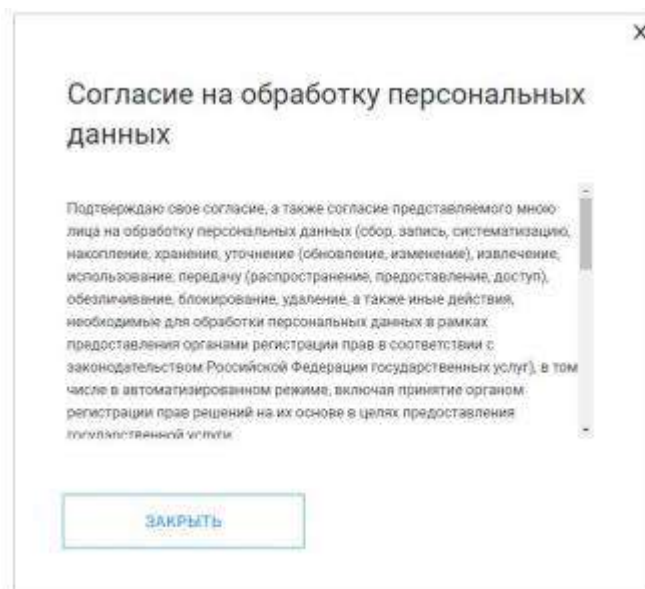 X
Согласие на обработку персональных
данных
Подтверждаю свое согласие, а также согласие представляемого мною
лица на обработку персональных данных (сбор, запись, систематизацию,
накопление, хранение, уточнение (обновление, изменение), извлечение,
использование, передачу (распространение, предоставление, доступ),
обезличивание, блокирование, удаление, а также иные действия,
необходимые для обработки персональных данных в рамках
предоставления органами регистрации прав в соответствии с
законодательством Российской Федерации государственных услуг), в том
числе в автоматизированном режиме, включая принятие органом
регистрации прав решений на их основе в целях предоставления
государственной услуги
ЗАКРЫТЬ